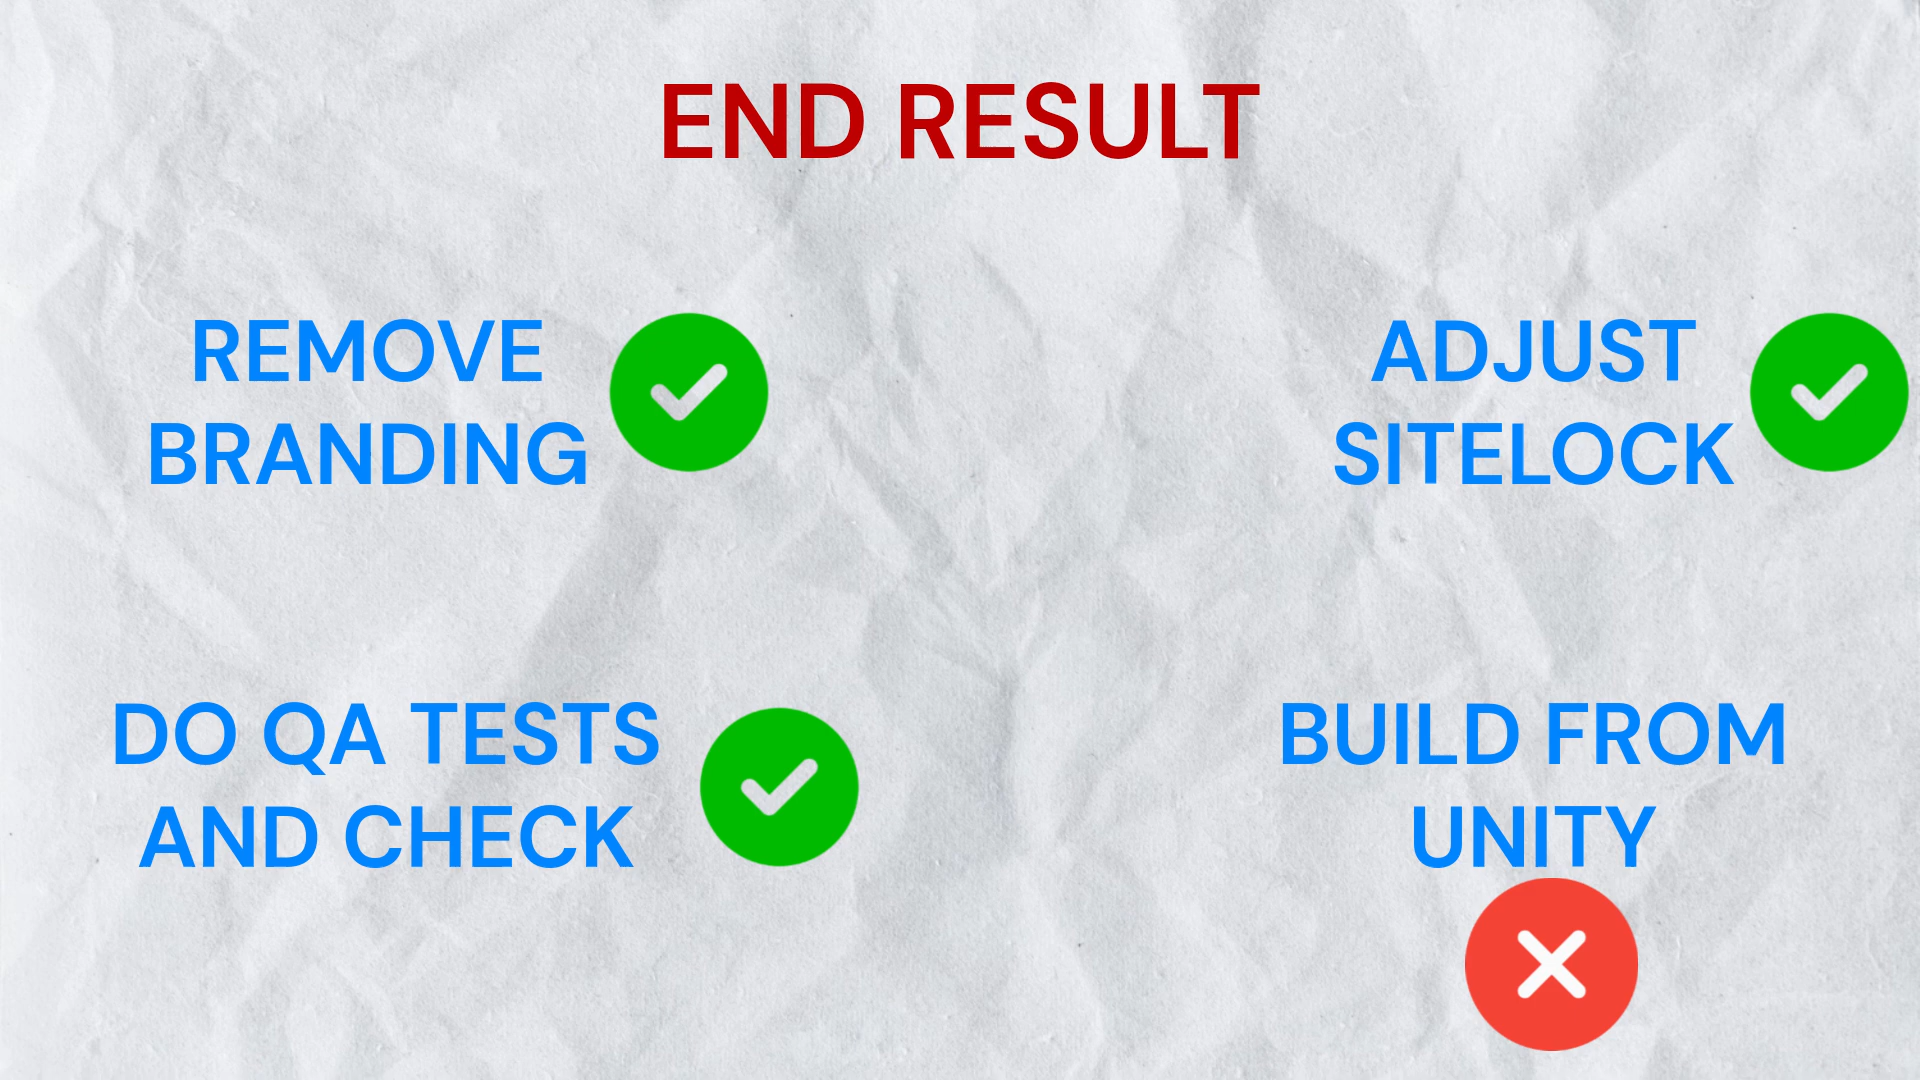 END RESULT
REMOVE
BRANDING
ADJUST
SITELOCK
DO QA TESTS
AND CHECK
BUILD FROM
UNITY